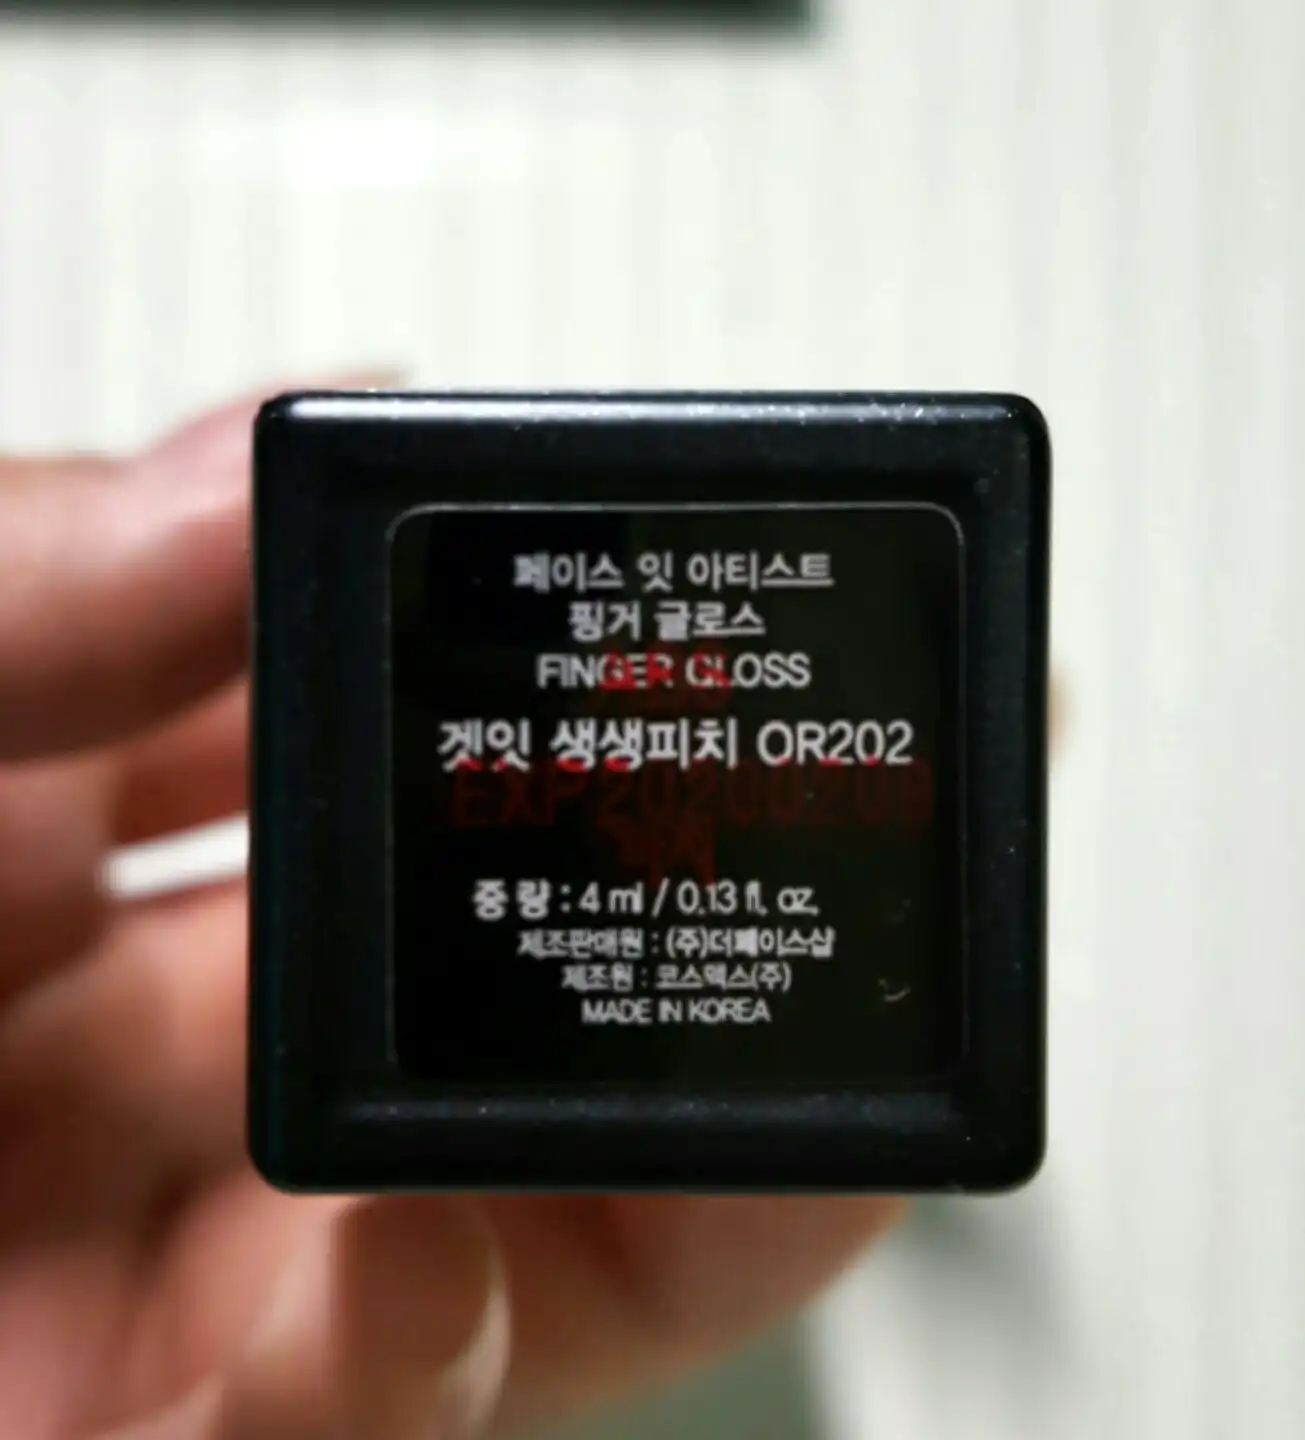 페이스 잇 아티스트
핑거 글로스
FINGER GLOSS
겟잇 생생피치 OR202
중 량 : 4 ml / 0.13 fl. oz.
제조판매원 : (주)더페이스샵
제조원 : 코스맥스(주)
MADE IN KOREA